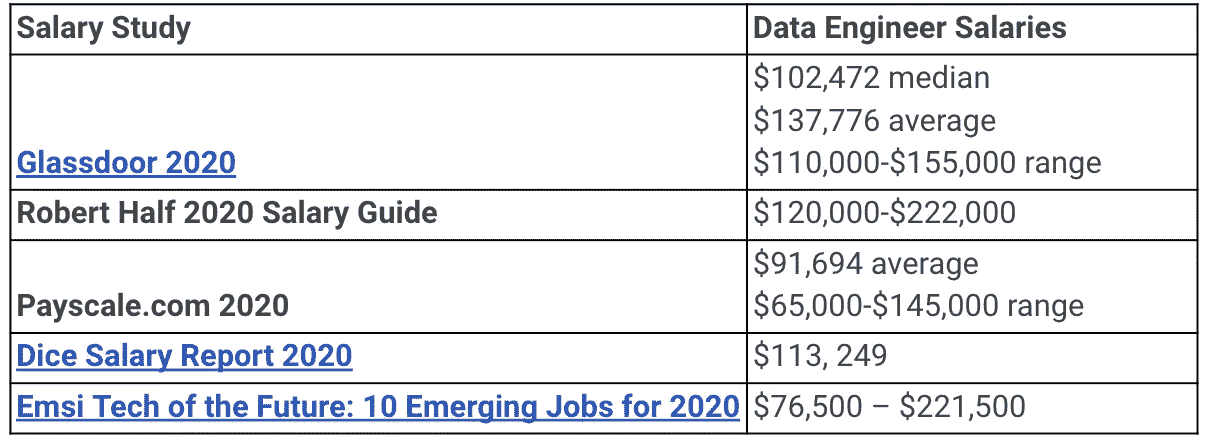 Salary Study
Data Engineer Salaries
Glassdoor 2020
$102,472 median
$137,776 average
$110,000-$155,000 range
Robert Half 2020 Salary Guide
$120,000-$222,000
Payscale.com 2020
$91,694 average
$65,000-$145,000 range
Dice Salary Report 2020
$113, 249
Emsi Tech of the Future: 10 Emerging Jobs for 2020
$76,500 – $221,500